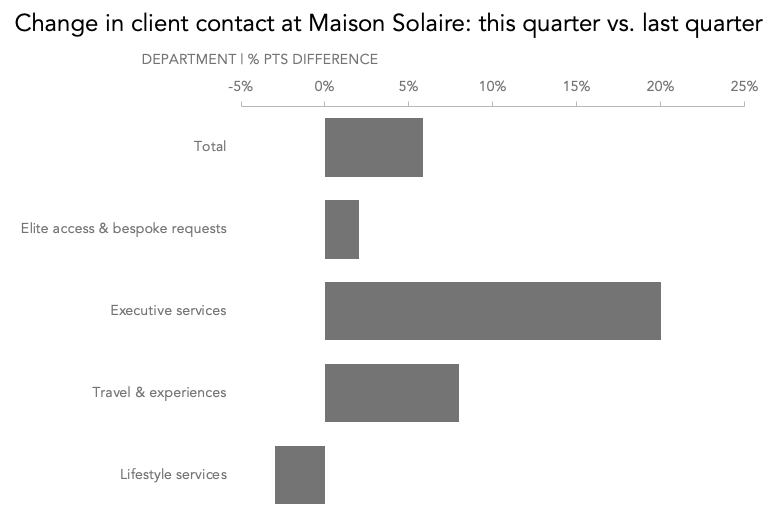 Change in client contact at Maison Solaire: this quarter vs. last quarter
DEPARTMENT | % PTS DIFFERENCE
-5% 0% 5% 10% 15% 20% 25%
Total
Elite access & bespoke requests
Executive services
Travel & experiences
Lifestyle services